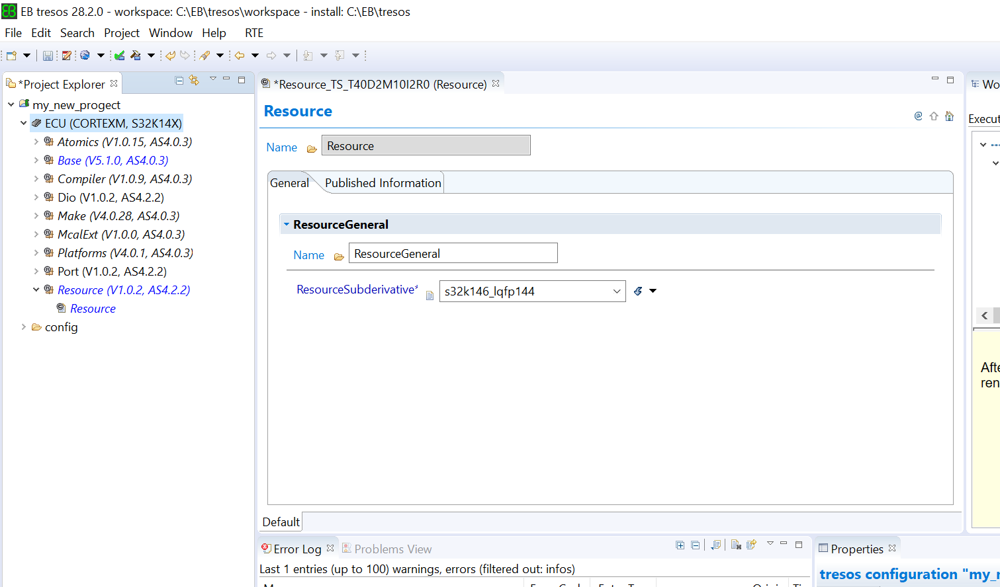 EB tresos 28.2.0 - workspace: C:\EB\tresos\workspace - install: C:\EB\tresos
File Edit Search Project Window Help RTE
*Project Explorer
my_new_progect
ECU (CORTEXM, S32K14X)
Atomics (V1.0.15, AS4.0.3)
Base (V5.1.0, AS4.0.3)
Compiler (V1.0.9, AS4.0.3)
Dio (V1.0.2, AS4.2.2)
Make (V4.0.28, AS4.0.3)
McalExt (V1.0.0, AS4.0.3)
Platforms (V4.0.1, AS4.0.3)
Port (V1.0.2, AS4.2.2)
Resource (V1.0.2, AS4.2.2)
Resource
config
*Resource_TS_T40D2M10I2R0 (Resource)
Resource
Name Resource
General Published Information
ResourceGeneral
Name ResourceGeneral
ResourceSubderivative* s32k146_lqfp144
Default
Error Log Problems View
Last 1 entries (up to 100) warnings, errors (filtered out: infos)
Wo
Execut
Afte
ren
Properties
tresos configuration "my_